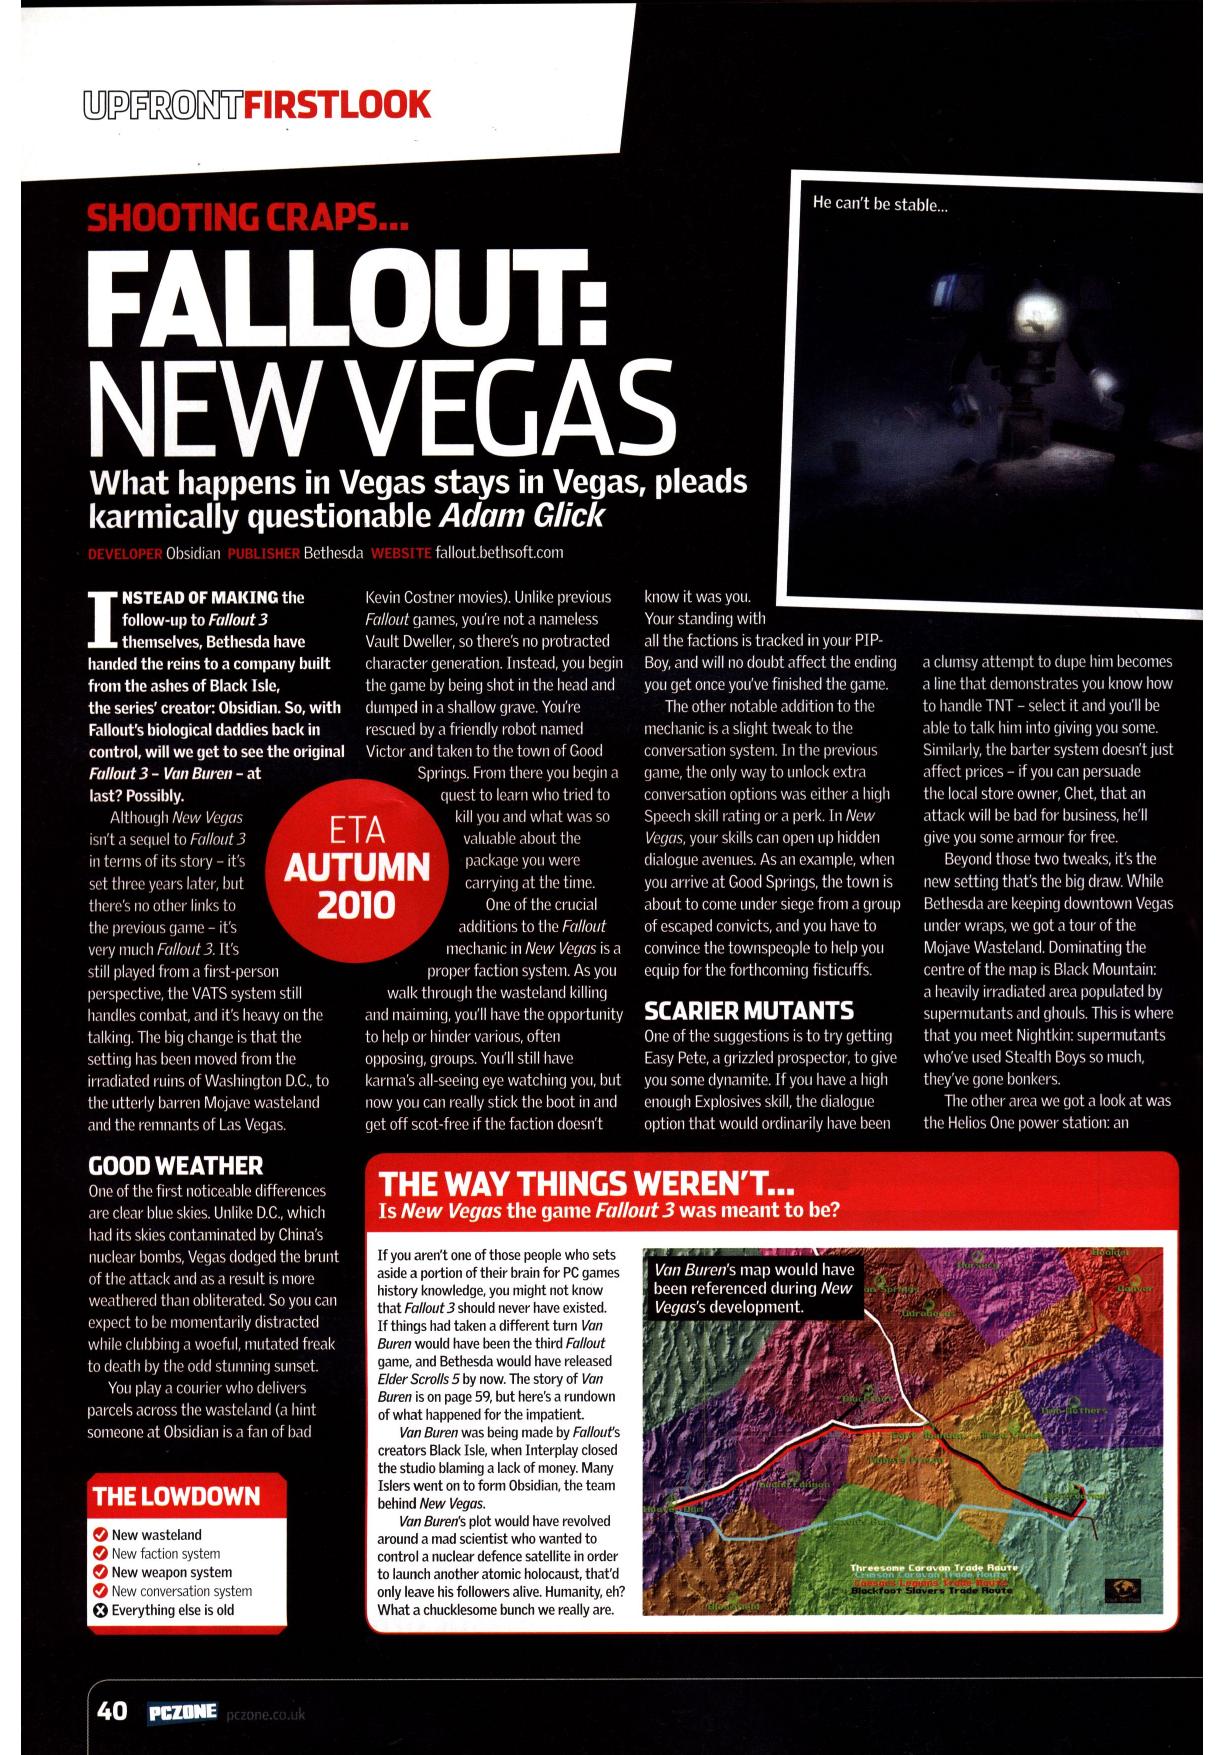 UPFRONTFIRSTLOOK
SHOOTING CRAPS...
FALLOUT:
NEW VEGAS
What happens in Vegas stays in Vegas, pleads
karmically questionable Adam Glick
DEVELOPER Obsidian PUBLISHER Bethesda WEBSITE fallout.bethsoft.com
He can't be stable...
INSTEAD OF MAKING the
follow-up to Fallout 3
themselves, Bethesda have
handed the reins to a company built
from the ashes of Black Isle,
the series' creator: Obsidian. So, with
Fallout's biological daddies back in
control, will we get to see the original
Fallout 3 – Van Buren – at
last? Possibly.
Although New Vegas
isn't a sequel to Fallout 3
in terms of its story – it's
set three years later, but
there's no other links to
the previous game – it's
very much Fallout 3. It's
still played from a first-person
perspective, the VATS system still
handles combat, and it's heavy on the
talking. The big change is that the
setting has been moved from the
irradiated ruins of Washington D.C., to
the utterly barren Mojave wasteland
and the remnants of Las Vegas.
GOOD WEATHER
One of the first noticeable differences
are clear blue skies. Unlike D.C., which
had its skies contaminated by China's
nuclear bombs, Vegas dodged the brunt
of the attack and as a result is more
weathered than obliterated. So you can
expect to be momentarily distracted
while clubbing a woeful, mutated freak
to death by the odd stunning sunset.
You play a courier who delivers
parcels across the wasteland (a hint
someone at Obsidian is a fan of bad
Kevin Costner movies). Unlike previous
Fallout games, you're not a nameless
Vault Dweller, so there's no protracted
character generation. Instead, you begin
the game by being shot in the head and
dumped in a shallow grave. You're
rescued by a friendly robot named
Victor and taken to the town of Good
Springs. From there you begin a
quest to learn who tried to
kill you and what was so
valuable about the
package you were
carrying at the time.
One of the crucial
additions to the Fallout
mechanic in New Vegas is a
proper faction system. As you
walk through the wasteland killing
and maiming, you'll have the opportunity
to help or hinder various, often
opposing, groups. You'll still have
karma's all-seeing eye watching you, but
now you can really stick the boot in and
get off scot-free if the faction doesn't
ETA
AUTUMN
2010
know it was you.
Your standing with
all the factions is tracked in your PIP-
Boy, and will no doubt affect the ending
you get once you've finished the game.
The other notable addition to the
mechanic is a slight tweak to the
conversation system. In the previous
game, the only way to unlock extra
conversation options was either a high
Speech skill rating or a perk. In New
Vegas, your skills can open up hidden
dialogue avenues. As an example, when
you arrive at Good Springs, the town is
about to come under siege from a group
of escaped convicts, and you have to
convince the townspeople to help you
equip for the forthcoming fisticuffs.
SCARIER MUTANTS
One of the suggestions is to try getting
Easy Pete, a grizzled prospector, to give
you some dynamite. If you have a high
enough Explosives skill, the dialogue
option that would ordinarily have been
a clumsy attempt to dupe him becomes
a line that demonstrates you know how
to handle TNT – select it and you'll be
able to talk him into giving you some.
Similarly, the barter system doesn't just
affect prices – if you can persuade
the local store owner, Chet, that an
attack will be bad for business, he'll
give you some armour for free.
Beyond those two tweaks, it's the
new setting that's the big draw. While
Bethesda are keeping downtown Vegas
under wraps, we got a tour of the
Mojave Wasteland. Dominating the
centre of the map is Black Mountain:
a heavily irradiated area populated by
supermutants and ghouls. This is where
that you meet Nightkin: supermutants
who've used Stealth Boys so much,
they've gone bonkers.
The other area we got a look at was
the Helios One power station: an
THE LOWDOWN
New wasteland
New faction system
New weapon system
New conversation system
Everything else is old
THE WAY THINGS WEREN'T...
Is New Vegas the game Fallout 3 was meant to be?
If you aren't one of those people who sets
aside a portion of their brain for PC games
history knowledge, you might not know
that Fallout 3 should never have existed.
If things had taken a different turn Van
Buren would have been the third Fallout
game, and Bethesda would have released
Elder Scrolls 5 by now. The story of Van
Buren is on page 59, but here's a rundown
of what happened for the impatient.
Van Buren was being made by Fallout's
creators Black Isle, when Interplay closed
the studio blaming a lack of money. Many
Islers went on to form Obsidian, the team
behind New Vegas.
Van Buren's plot would have revolved
around a mad scientist who wanted to
control a nuclear defence satellite in order
to launch another atomic holocaust, that'd
only leave his followers alive. Humanity, eh?
What a chucklesome bunch we really are.
Van Buren's map would have
been referenced during New
Vegas's development.
Boulder
Denver
Threesome Caravan Trade Route
Crimson Caravan Trade Route
Caesars Legions Trade Route
Blackfoot Slavers Trade Route
40 PCZONE pczone.co.uk